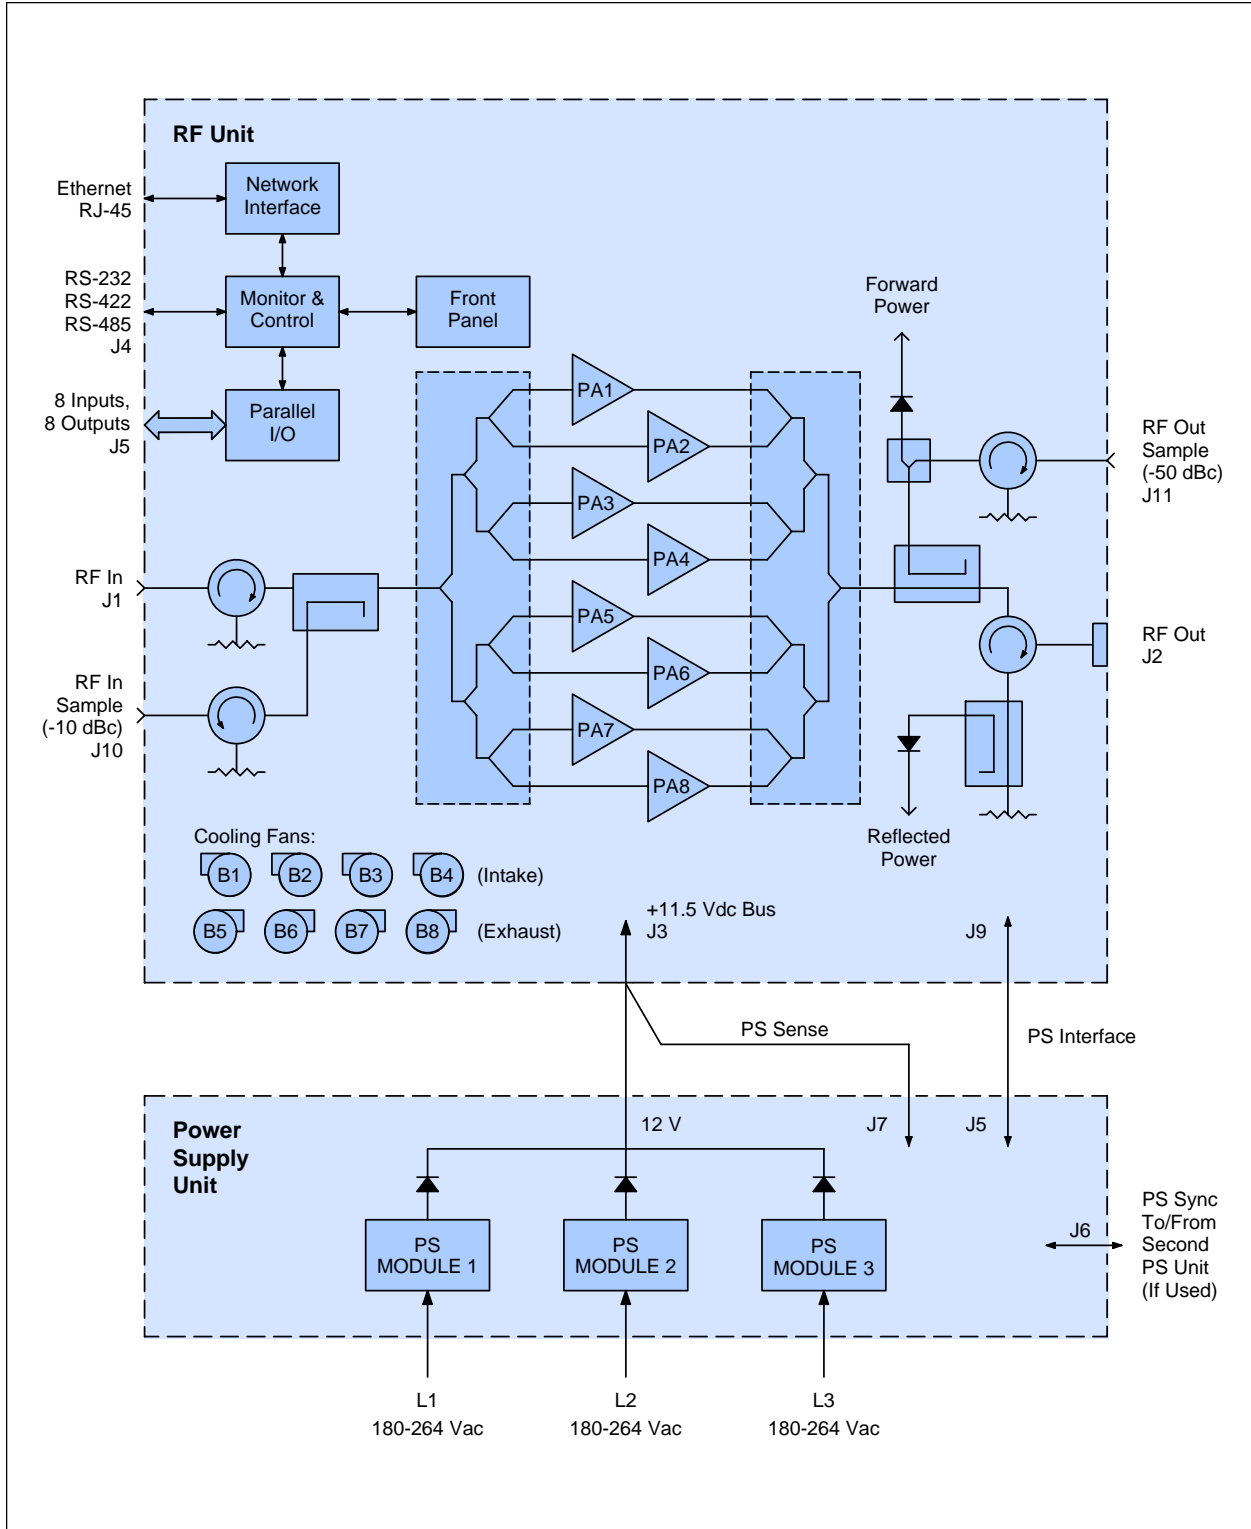 RF Unit
Ethernet
RJ-45
Network
Interface
RS-232
RS-422
RS-485
J4
Monitor &
Control
Front
Panel
8 Inputs,
8 Outputs
J5
Parallel
I/O
Forward
Power
PA1
PA2
PA3
PA4
PA5
PA6
PA7
PA8
RF Out
Sample
(-50 dBc)
J11
RF In
J1
RF Out
J2
RF In
Sample
(-10 dBc)
J10
Reflected
Power
Cooling Fans:
B1
B2
B3
B4
(Intake)
B5
B6
B7
B8
(Exhaust)
+11.5 Vdc Bus
J3
J9
PS Sense
PS Interface
Power
Supply
Unit
12 V
J7
J5
PS
MODULE 1
PS
MODULE 2
PS
MODULE 3
J6
PS Sync
To/From
Second
PS Unit
(If Used)
L1
180-264 Vac
L2
180-264 Vac
L3
180-264 Vac